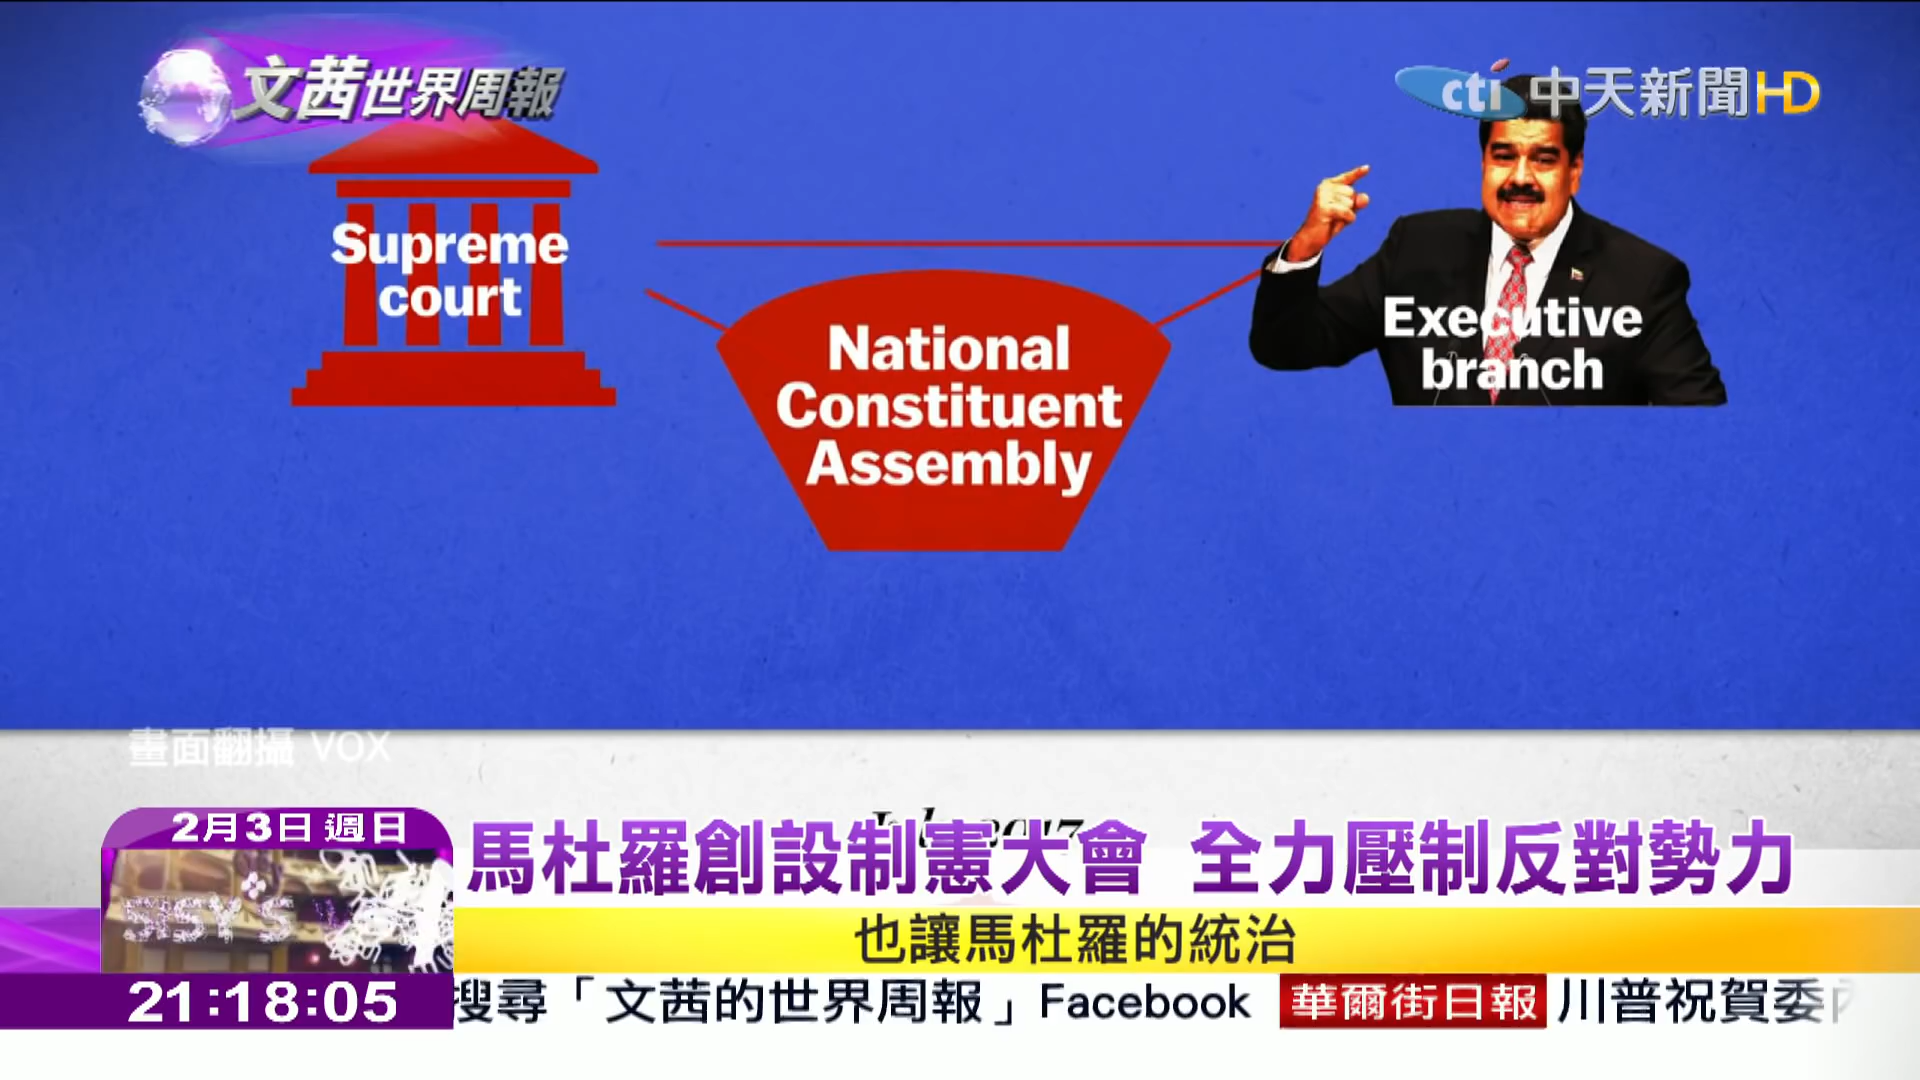 文茜世界周報
cti 中天新聞HD
Supreme
court
National
Constituent
Assembly
Executive
branch
畫面翻攝 VOX
2月3日 週日
馬杜羅創設制憲大會 全力壓制反對勢力
也讓馬杜羅的統治
21:18:05
搜尋「文茜的世界周報」Facebook 華爾街日報 川普祝賀委